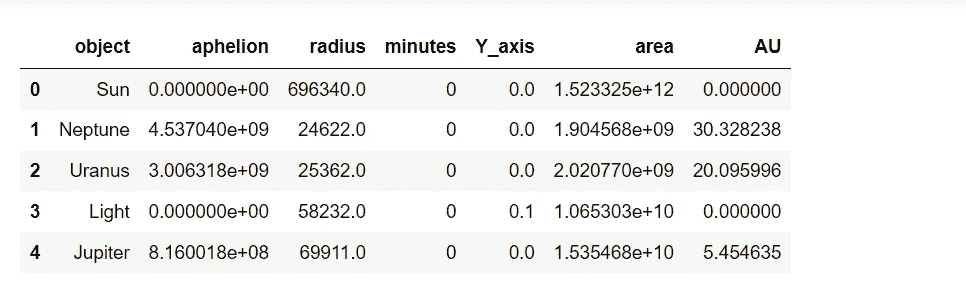 object aphelion radius minutes Y_axis area AU
0 Sun 0.000000e+00 696340.0 0 0.0 1.523325e+12 0.000000
1 Neptune 4.537040e+09 24622.0 0 0.0 1.904568e+09 30.328238
2 Uranus 3.006318e+09 25362.0 0 0.0 2.020770e+09 20.095996
3 Light 0.000000e+00 58232.0 0 0.1 1.065303e+10 0.000000
4 Jupiter 8.160018e+08 69911.0 0 0.0 1.535468e+10 5.454635